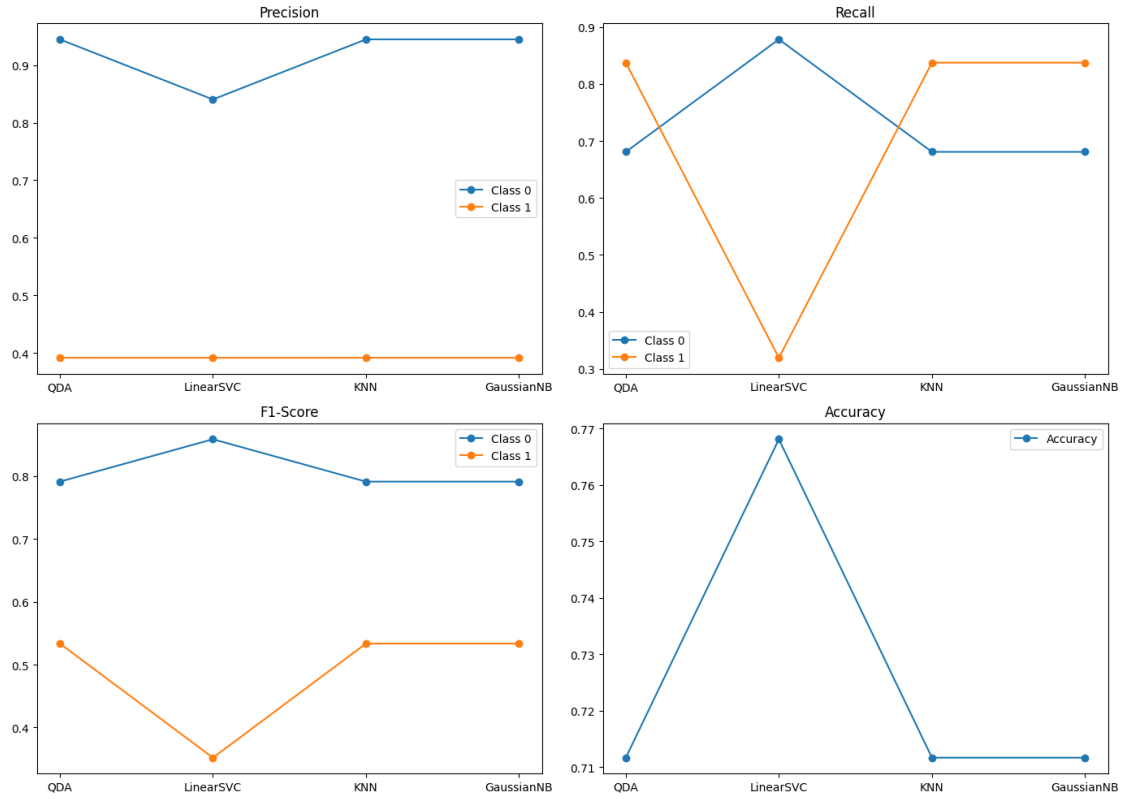 Precision
0.9
0.8
0.7
0.6
0.5
0.4
Class 0
Class 1
QDA LinearSVC KNN GaussianNB
Recall
0.9
0.8
0.7
0.6
0.5
0.4
0.3
Class 0
Class 1
QDA LinearSVC KNN GaussianNB
F1-Score
0.8
0.7
0.6
0.5
0.4
Class 0
Class 1
QDA LinearSVC KNN GaussianNB
Accuracy
0.77
0.76
0.75
0.74
0.73
0.72
0.71
Accuracy
QDA LinearSVC KNN GaussianNB